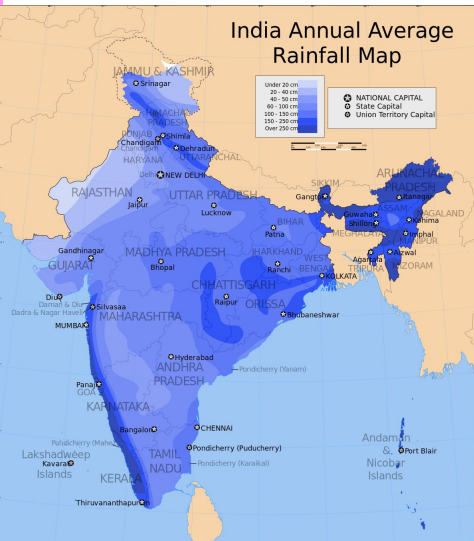 India Annual Average
Rainfall Map
Under 20 cm
20 - 40 cm
40 - 50 cm
60 - 100 cm
100 - 150 cm
150 - 250 cm
Over 250 cm
NATIONAL CAPITAL
State Capital
Union Territory Capital
JAMMU & KASHMIR
Srinagar
HIMACHAL
PRADESH
PUNJAB
Shimla
Chandigarh
Chandigarh
Dehradun
UTTARANCHAL
HARYANA
Delhi
NEW DELHI
RAJASTHAN
Jaipur
UTTAR PRADESH
Lucknow
SIKKIM
Gangtok
ARUNACHAL
PRADESH
Itanagar
ASSAM
Guwahati
NAGALAND
Kohima
Shillong
MEGHALAYA
Imphal
MANIPUR
BIHAR
Patna
Agartala
TRIPURA
Aizwal
MIZORAM
Gandhinagar
GUJARAT
MADHYA PRADESH
Bhopal
JHARKHAND
Ranchi
WEST
BENGAL
KOLKATA
CHHATTISGARH
Raipur
ORISSA
Bhubaneshwar
Diu
Daman & Diu
Dadra & Nagar Haveli
Silvasaa
MUMBAI
MAHARASHTRA
Hyderabad
ANDHRA
PRADESH
Pondicherry (Yanam)
Panaji
GOA
KARNATAKA
Bangalore
CHENNAI
Pondicherry (Mahe)
Pondicherry (Puducherry)
Pondicherry (Karaikal)
TAMIL
NADU
Lakshadweep
Kavarati
Islands
KERALA
Thiruvananthapuram
Andaman
&
Nicobar
Islands
Port Blair